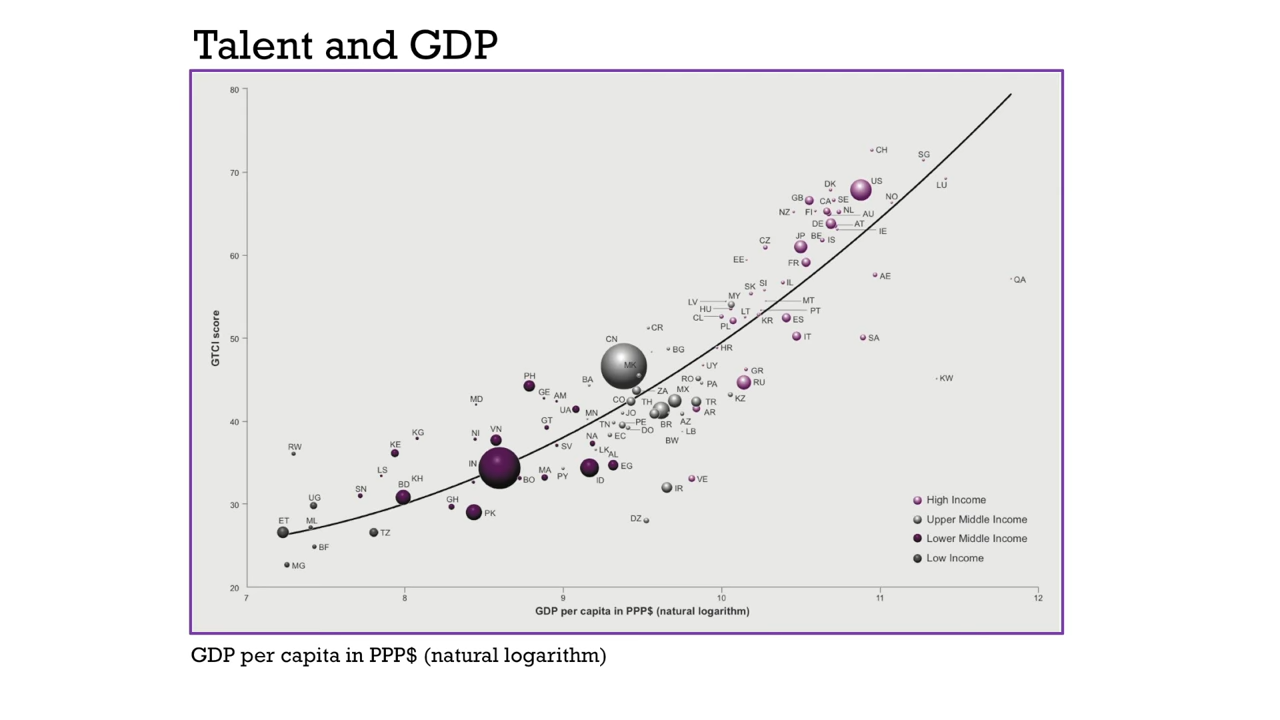 Talent and GDP
80
CH
SG
70
DK
US
LU
GB
CA
SE
NO
NZ
FI
NL
AU
DE
AT
JP
BE
IS
IE
CZ
60
EE
FR
AE
QA
SK
SI
IL
LV
MY
MT
HU
LT
PT
CL
PL
KR
ES
CR
50
IT
SA
CN
BG
HR
MK
UY
GR
PH
BA
RO
PA
RU
KW
GE
AM
ZA
MX
KZ
MD
CO
TH
TR
UA
MN
JO
AR
40
GT
TN
PE
BR
AZ
KG
NI
VN
DO
LB
NA
EC
BW
RW
KE
SV
LK
AL
LS
IN
KH
MA
PY
ID
EG
BD
BO
VE
SN
IR
30
UG
GH
PK
DZ
ET
ML
TZ
BF
MG
20
7
8
9
10
11
12
GTCI score
GDP per capita in PPP$ (natural logarithm)
High Income
Upper Middle Income
Lower Middle Income
Low Income
GDP per capita in PPP$ (natural logarithm)